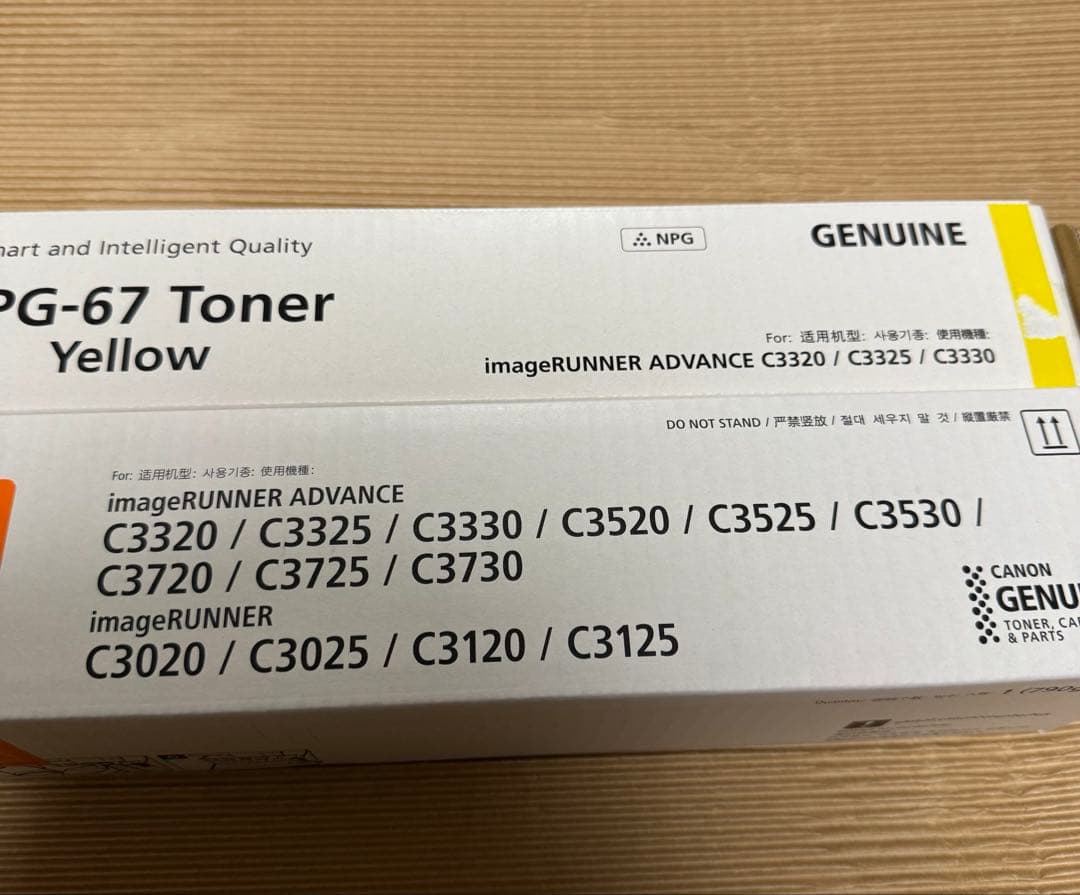 art and Intelligent Quality
NPG
GENUINE
PG-67 Toner
Yellow
For: 适用机型: 사용기종: 使用機種:
imageRUNNER ADVANCE C3320 / C3325 / C3330
DO NOT STAND / 严禁竖放 / 절대 세우지 말 것 / 縦置厳禁
For: 适用机型: 사용기종: 使用機種:
imageRUNNER ADVANCE
C3320 / C3325 / C3330 / C3520 / C3525 / C3530 /
C3720 / C3725 / C3730
imageRUNNER
C3020 / C3025 / C3120 / C3125
CANON
GENU
TONER, CA
& PARTS
1 (790g